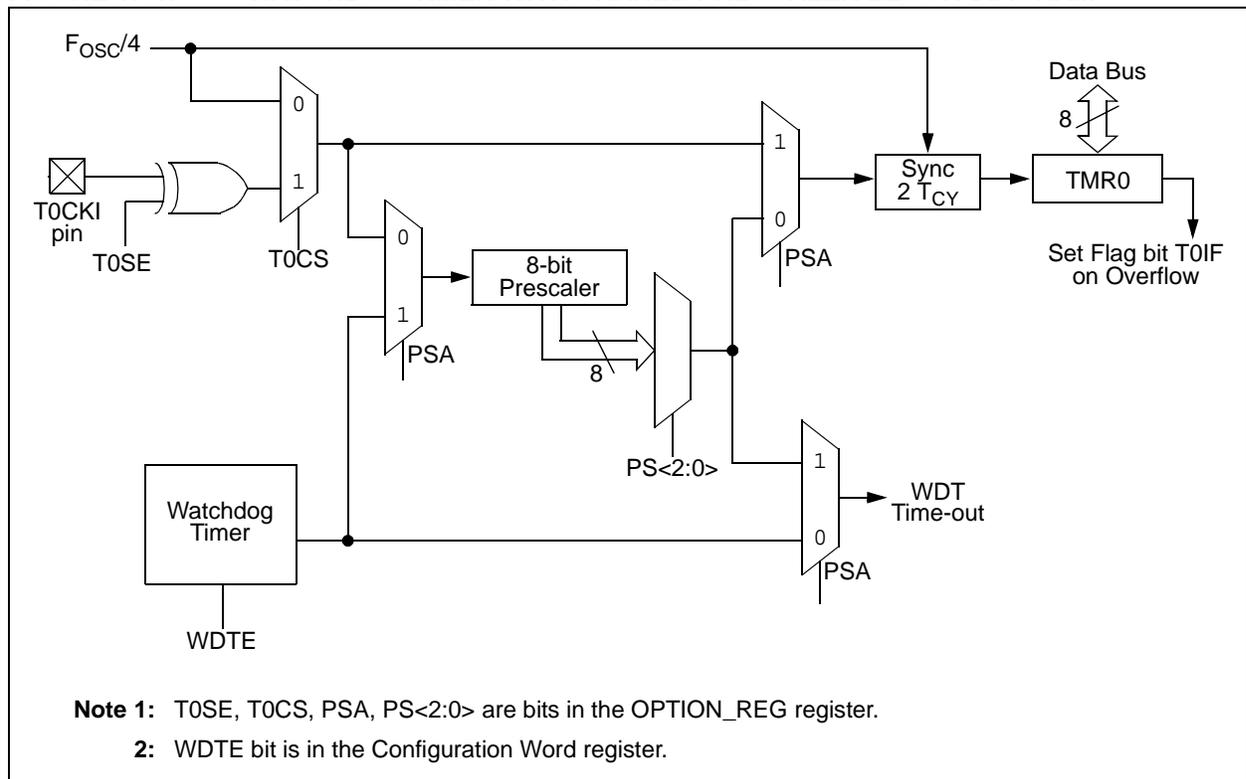 FOSC/4
Data Bus
8
0
1
1
T0CKI
pin
T0SE
T0CS
Sync
2 TCY
TMR0
0
0
PSA
Set Flag bit T0IF
on Overflow
8-bit
Prescaler
1
PSA
8
PS<2:0>
1
WDT
Time-out
Watchdog
Timer
0
PSA
WDTE
Note 1: T0SE, T0CS, PSA, PS<2:0> are bits in the OPTION_REG register.
2: WDTE bit is in the Configuration Word register.